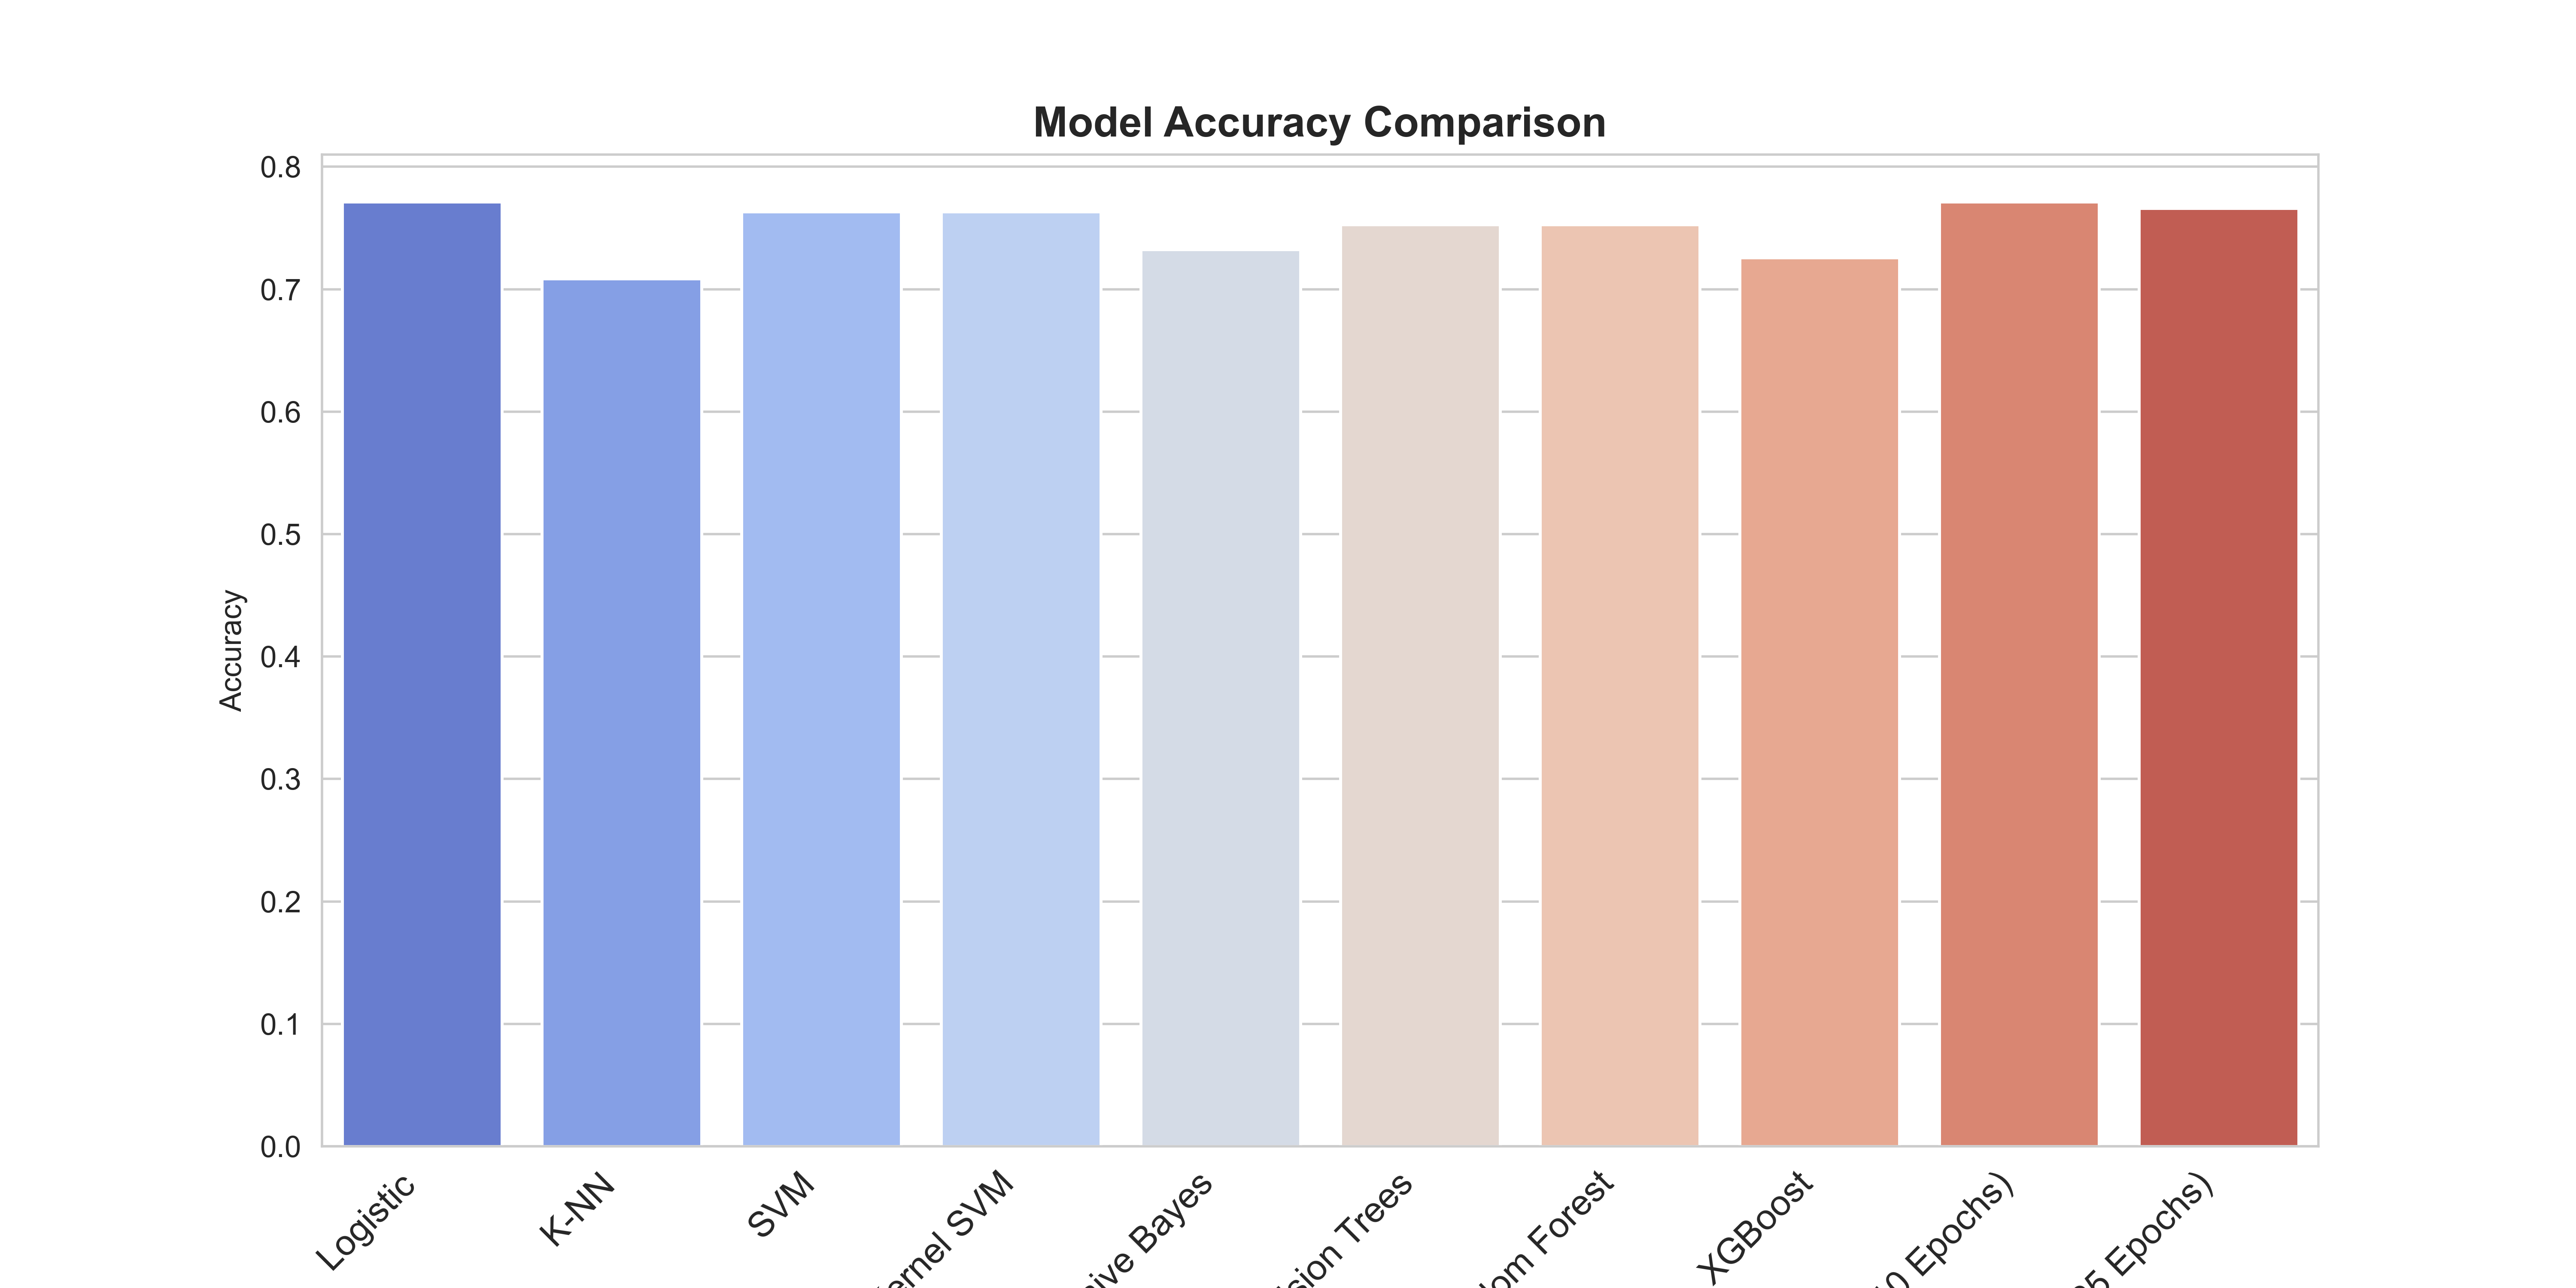 Model Accuracy Comparison
0.8
0.7
0.6
0.5
0.4
0.3
0.2
0.1
0.0
Accuracy
Logistic
K-NN
SVM
ernel SVM
ive Bayes
sion Trees
dom Forest
XGBoost
0 Epochs)
5 Epochs)